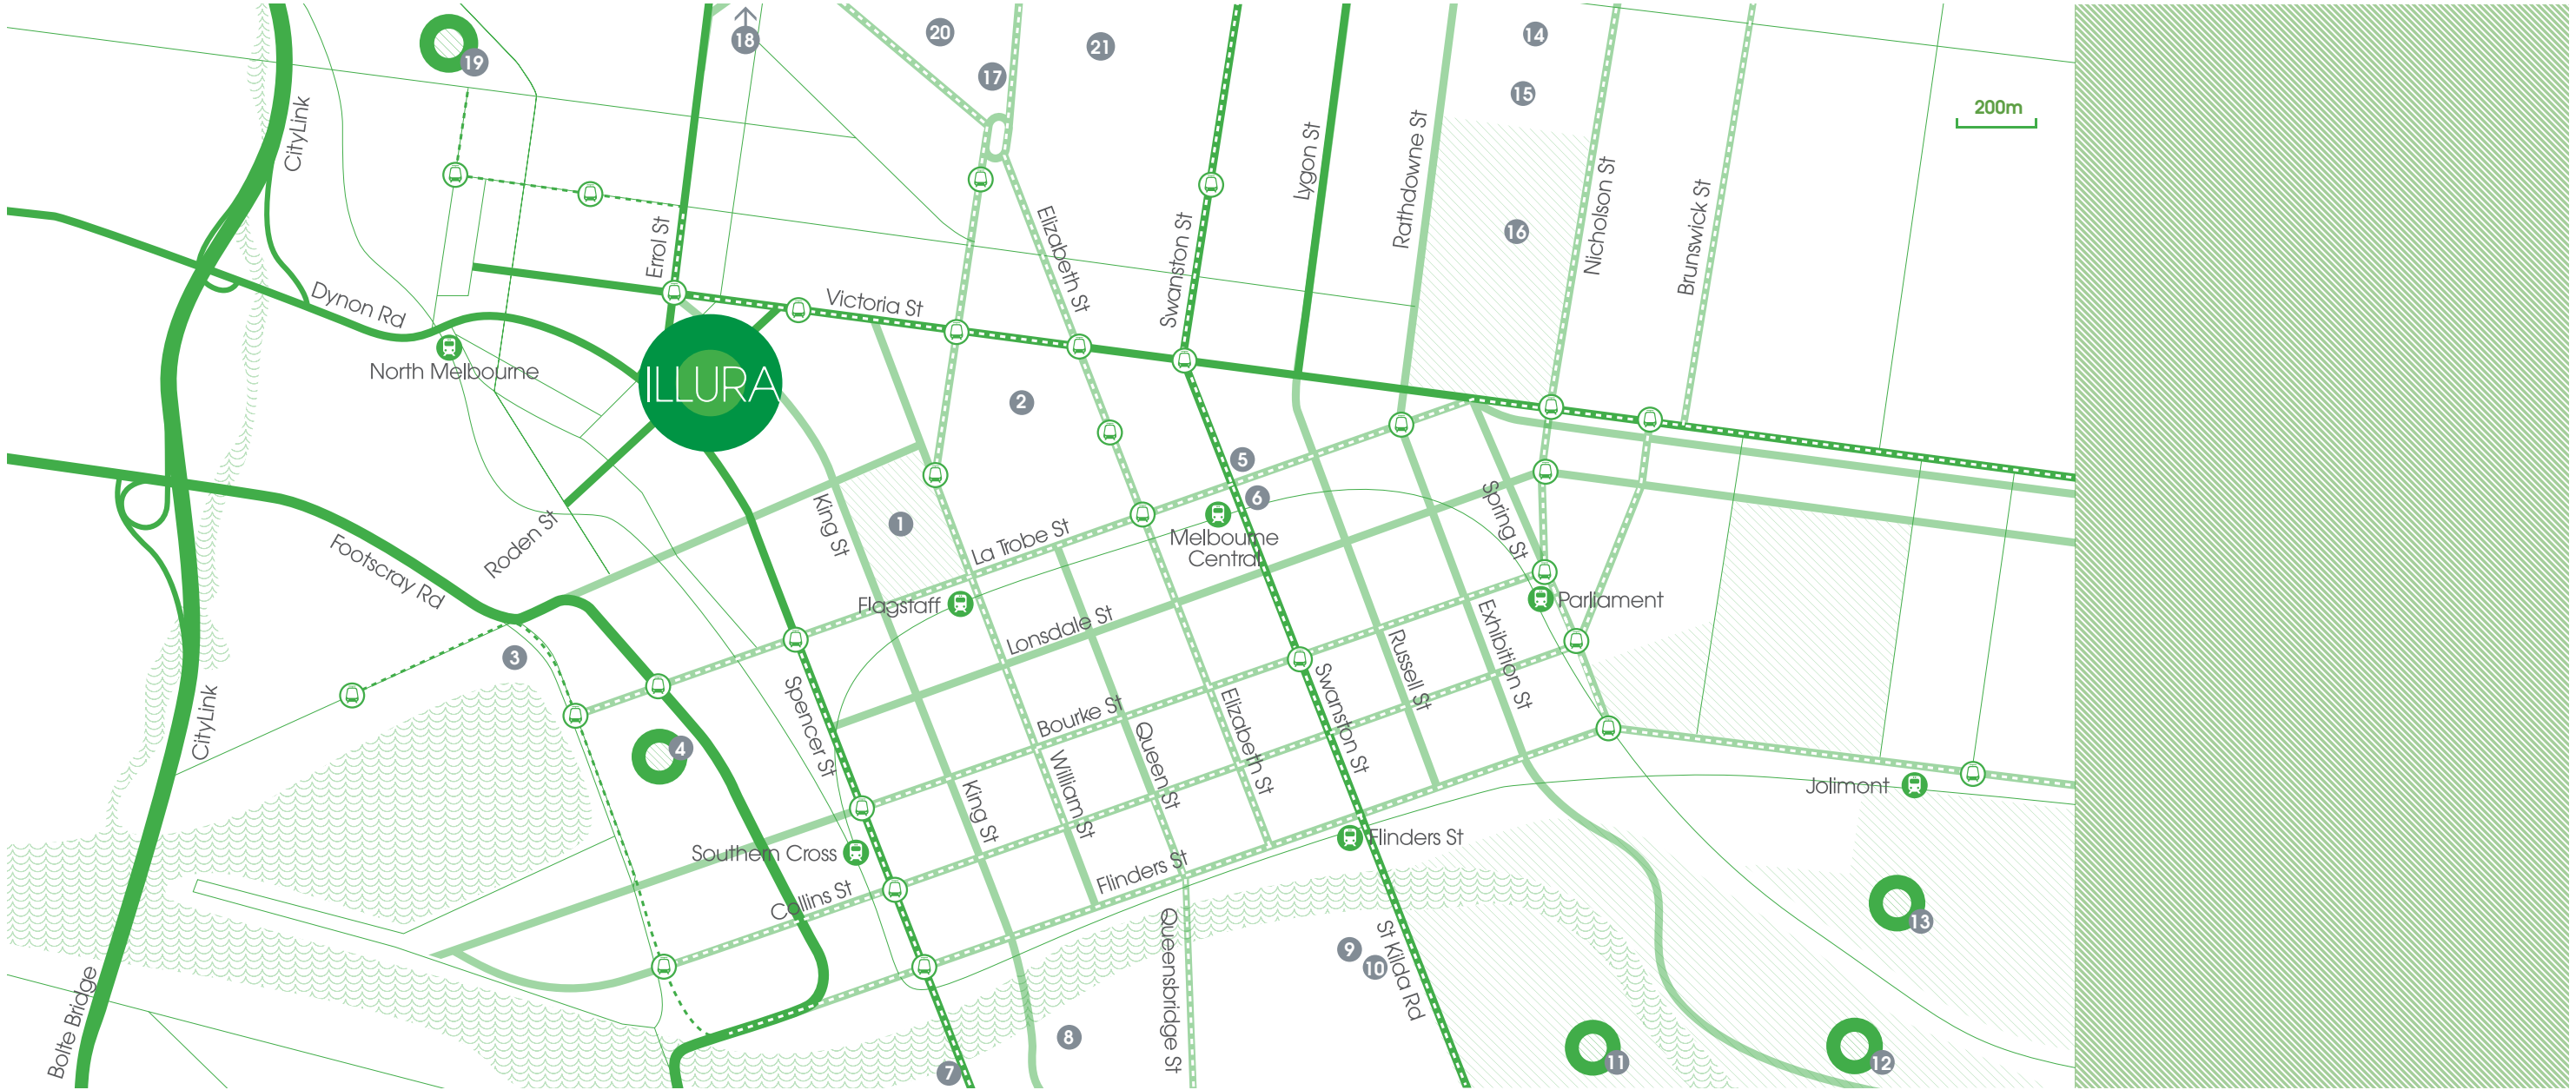 20
14
19
18
21
17
15
200m
CityLink
Lygon St
Rathdowne St
Nicholson St
Brunswick St
16
Errol St
Elizabeth St
Swanston St
Dynon Rd
Victoria St
North Melbourne
ILLURA
2
5
6
King St
1
La Trobe St
Melbourne
Central
Spring St
Roden St
Footscray Rd
Flagstaff
Parliament
Lonsdale St
Exhibition St
3
Russell St
CityLink
Spencer St
Bourke St
Elizabeth St
Swanston St
4
Queen St
William St
Jolimont
King St
Southern Cross
Flinders St
Flinders St
Collins St
Queensbridge St
St Kilda Rd
13
9
10
Bolte Bridge
8
7
11
12